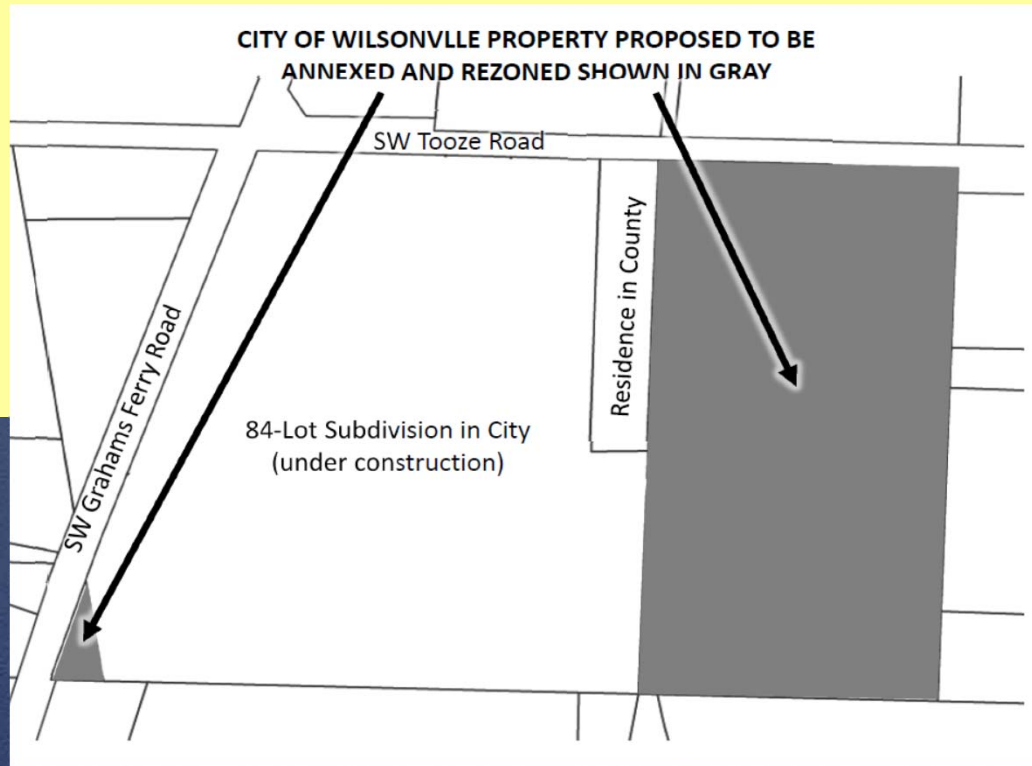 CITY OF WILSONVLLE PROPERTY PROPOSED TO BE
ANNEXED AND REZONED SHOWN IN GRAY
SW Tooze Road
Residence in County
SW Grahams Ferry Road
84-Lot Subdivision in City
(under construction)